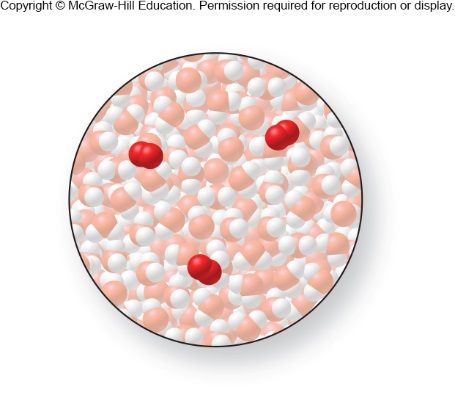 Copyright © McGraw-Hill Education. Permission required for reproduction or display.